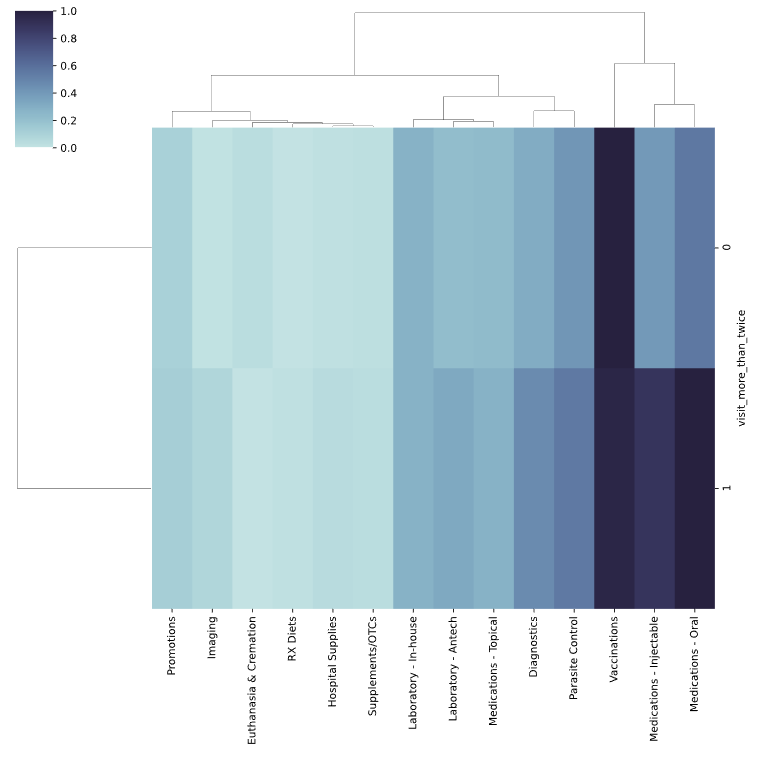 1.0
0.8
0.6
0.4
0.2
0.0
0
1
visit_more_than_twice
Promotions
Imaging
Euthanasia & Cremation
RX Diets
Hospital Supplies
Supplements/OTCs
Laboratory - In-house
Laboratory - Antech
Medications - Topical
Diagnostics
Parasite Control
Vaccinations
Medications - Injectable
Medications - Oral